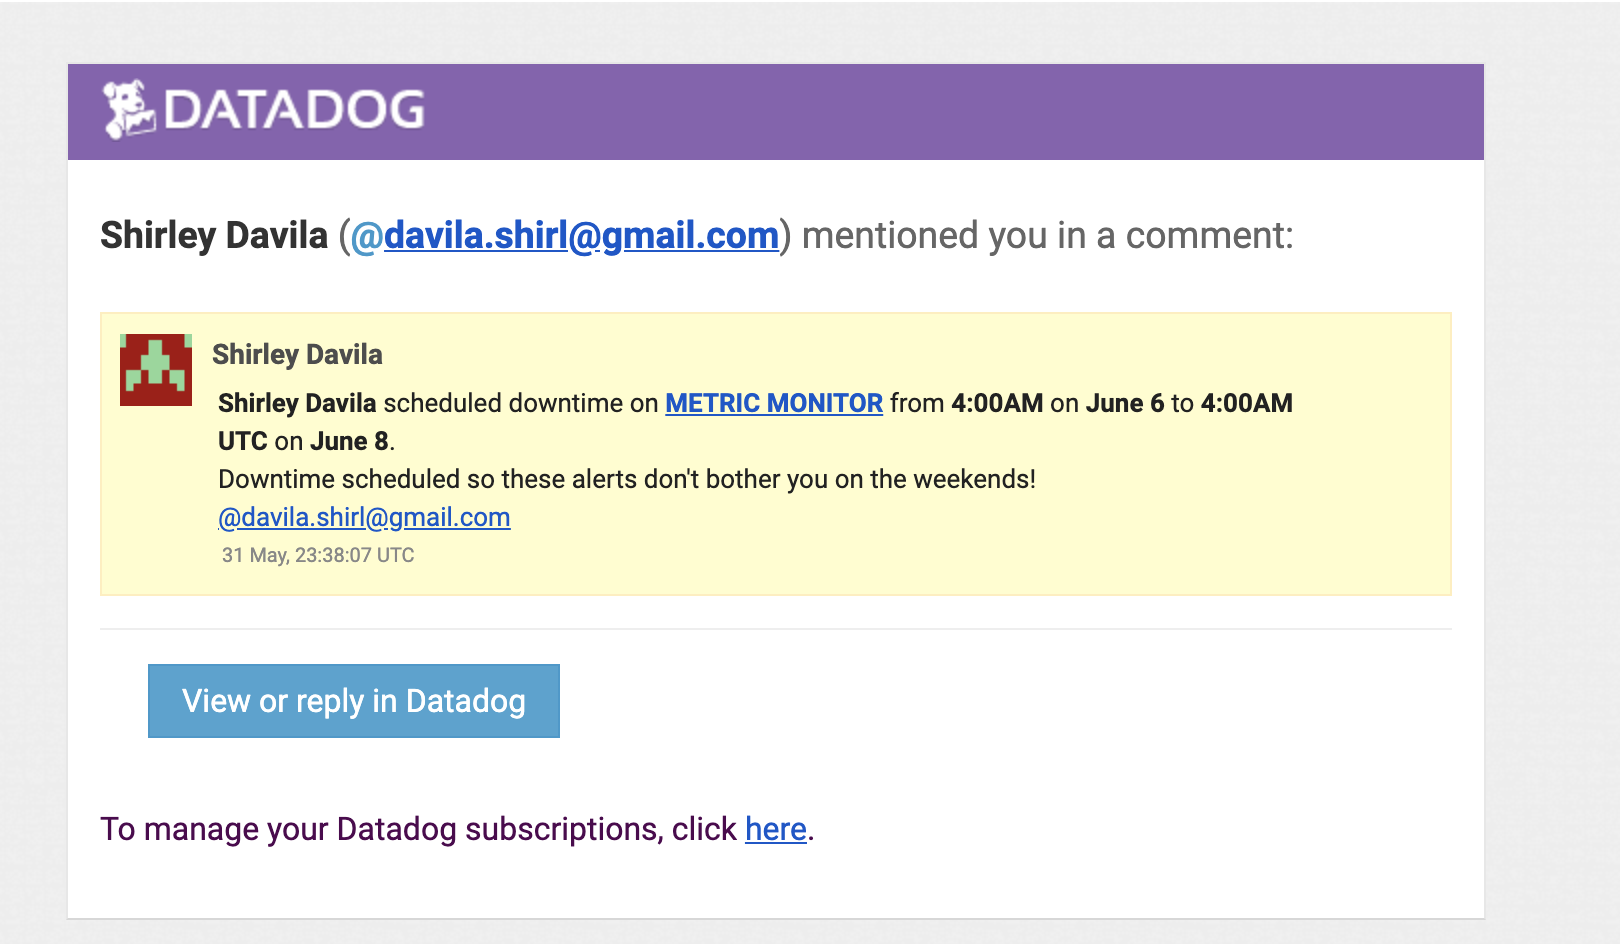 DATADOG
Shirley Davila (@davila.shirl@gmail.com) mentioned you in a comment:
Shirley Davila
Shirley Davila scheduled downtime on METRIC MONITOR from 4:00AM on June 6 to 4:00AM
UTC on June 8.
Downtime scheduled so these alerts don't bother you on the weekends!
@davila.shirl@gmail.com
31 May, 23:38:07 UTC
View or reply in Datadog
To manage your Datadog subscriptions, click here.